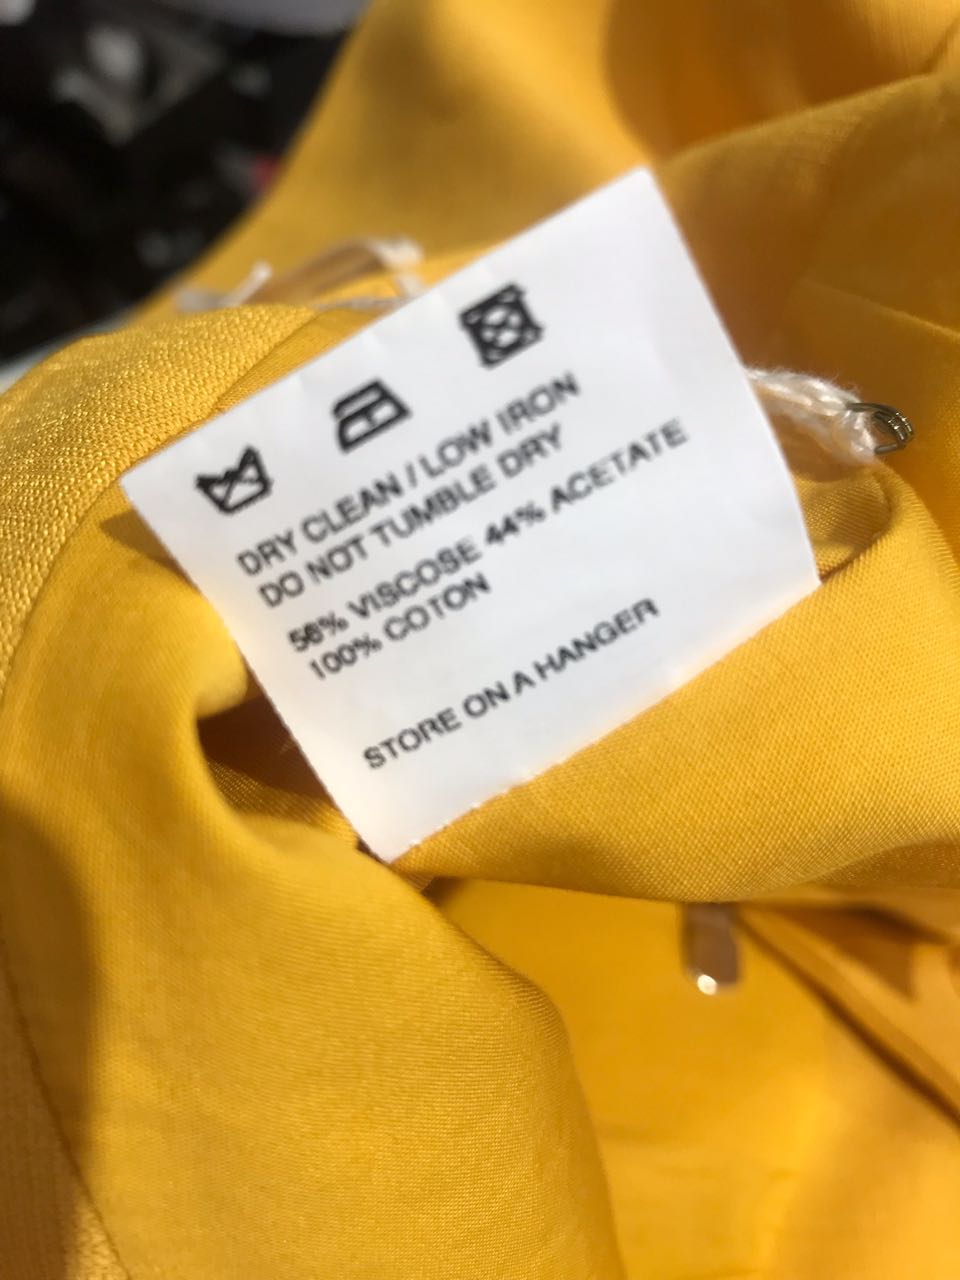 DRY CLEAN / LOW IRON
DO NOT TUMBLE DRY
56% VISCOSE 44% ACETATE
100% COTON
STORE ON A HANGER